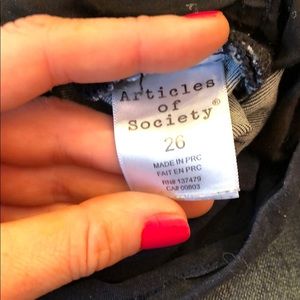 Articles
of
Society®
26
MADE IN PRC
FAIT EN PRC
RN# 137479
CA# 00803